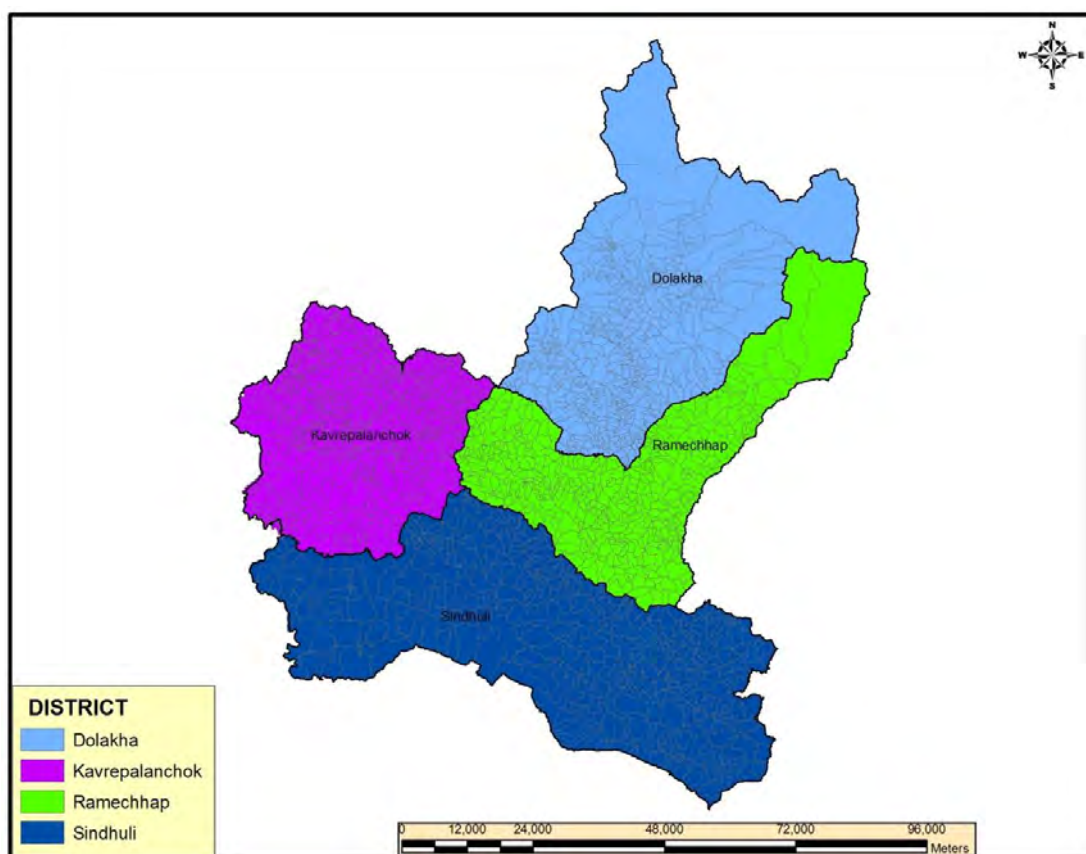 N
W E
S
Dolakha
Kavrepalanchok
Ramechhap
Sindhuli
DISTRICT
Dolakha
Kavrepalanchok
Ramechhap
Sindhuli
0 12,000 24,000 48,000 72,000 96,000
Meters